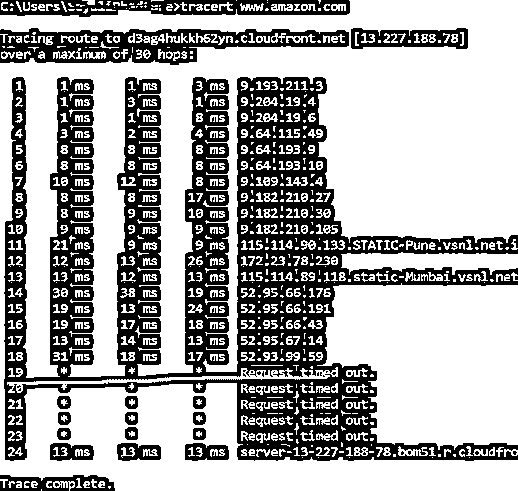 >tracert www.amazon.com
Tracing route to d3ag4hukkh62yn.cloudfront.net [13.227.188.78]
over a maximum of 30 hops:
1 1 ms 1 ms 3 ms 9.193.211.3
2 1 ms 3 ms 1 ms 9.204.19.4
3 1 ms 1 ms 8 ms 9.204.19.6
4 3 ms 2 ms 4 ms 9.64.115.49
5 8 ms 8 ms 8 ms 9.64.193.9
6 8 ms 8 ms 8 ms 9.64.193.10
7 10 ms 12 ms 8 ms 9.109.143.4
8 8 ms 8 ms 17 ms 9.182.210.27
9 8 ms 9 ms 10 ms 9.182.210.30
10 9 ms 9 ms 9 ms 9.182.210.105
11 21 ms 9 ms 9 ms 115.114.90.133.STATIC-Pune.vsnl.net.i
12 12 ms 13 ms 26 ms 172.23.78.230
13 13 ms 12 ms 13 ms 115.114.89.118.static-Mumbai.vsnl.net
14 30 ms 38 ms 19 ms 52.95.66.176
15 19 ms 13 ms 24 ms 52.95.66.191
16 19 ms 17 ms 18 ms 52.95.66.43
17 13 ms 14 ms 13 ms 52.95.67.14
18 31 ms 18 ms 17 ms 52.93.99.59
19 * * * Request timed out.
20 * * * Request timed out.
21 * * * Request timed out.
22 * * * Request timed out.
23 * * * Request timed out.
24 13 ms 13 ms 13 ms server-13-227-188-78.bom51.r.cloudfro
Trace complete.